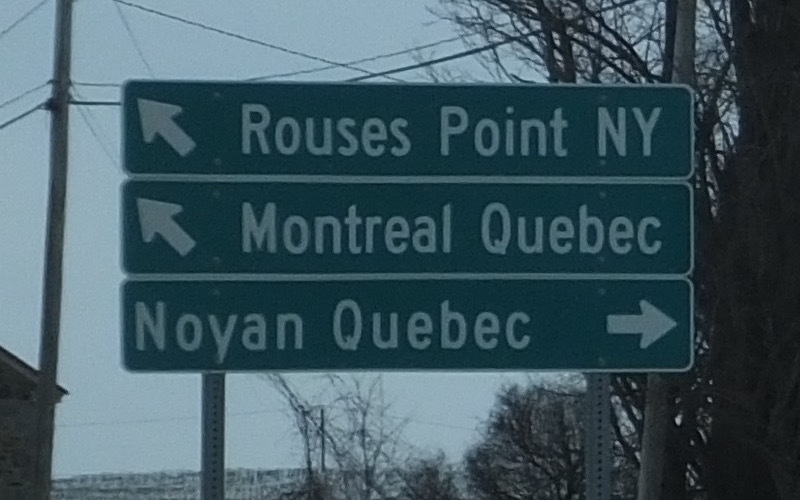 Rouses Point NY
Montreal Quebec
Noyan Quebec